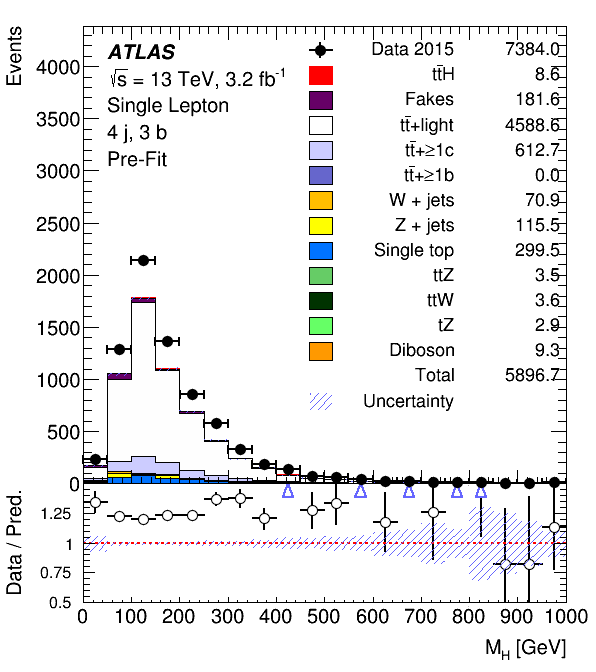 Events
4000
3500
3000
2500
2000
1500
1000
500
0
ATLAS
√s = 13 TeV, 3.2 fb⁻¹
Single Lepton
4 j, 3 b
Pre-Fit
Data 2015 7384.0
tt̄H 8.6
Fakes 181.6
tt̄+light 4588.6
tt̄+≥1c 612.7
tt̄+≥1b 0.0
W + jets 70.9
Z + jets 115.5
Single top 299.5
ttZ 3.5
ttW 3.6
tZ 2.9
Diboson 9.3
Total 5896.7
Uncertainty
Data / Pred.
1.25
1
0.75
0.5
0 100 200 300 400 500 600 700 800 900 1000
M_H [GeV]